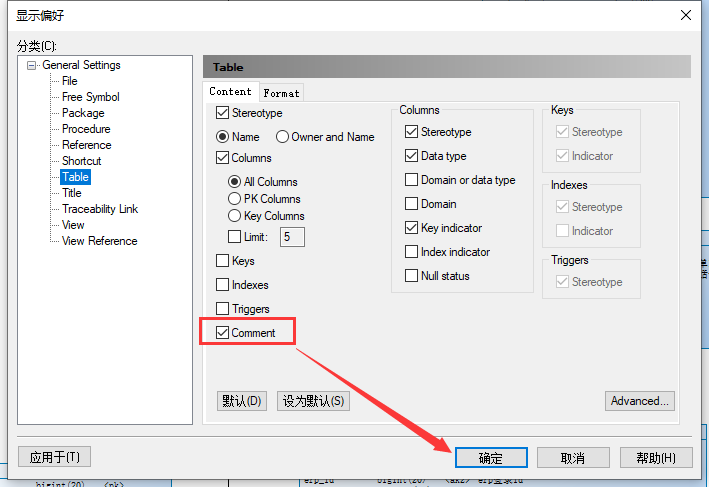 显示偏好
分类(C):
General Settings
File
Free Symbol
Package
Procedure
Reference
Shortcut
Table
Title
Traceability Link
View
View Reference
Table
Content Format
Stereotype
Name Owner and Name
Columns
All Columns
PK Columns
Key Columns
Limit: 5
Keys
Indexes
Triggers
Comment
Columns
Stereotype
Data type
Domain or data type
Domain
Key indicator
Index indicator
Null status
Keys
Stereotype
Indicator
Indexes
Stereotype
Indicator
Triggers
Stereotype
默认(D) 设为默认(S) Advanced...
应用于(T) 确定 取消 帮助(H)
bigint(20) <pk>